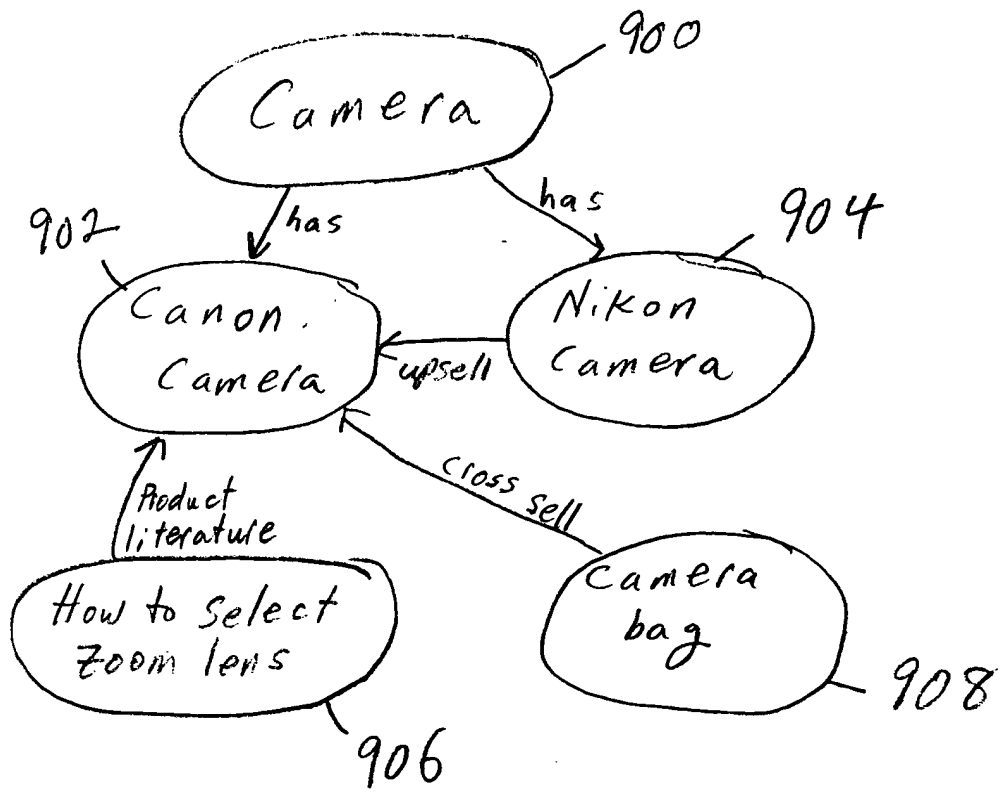 900
Camera
has
has
902
904
Canon
Camera
Nikon
Camera
upsell
cross
sell
Product
literature
How to select
zoom lens
Camera
bag
908
906